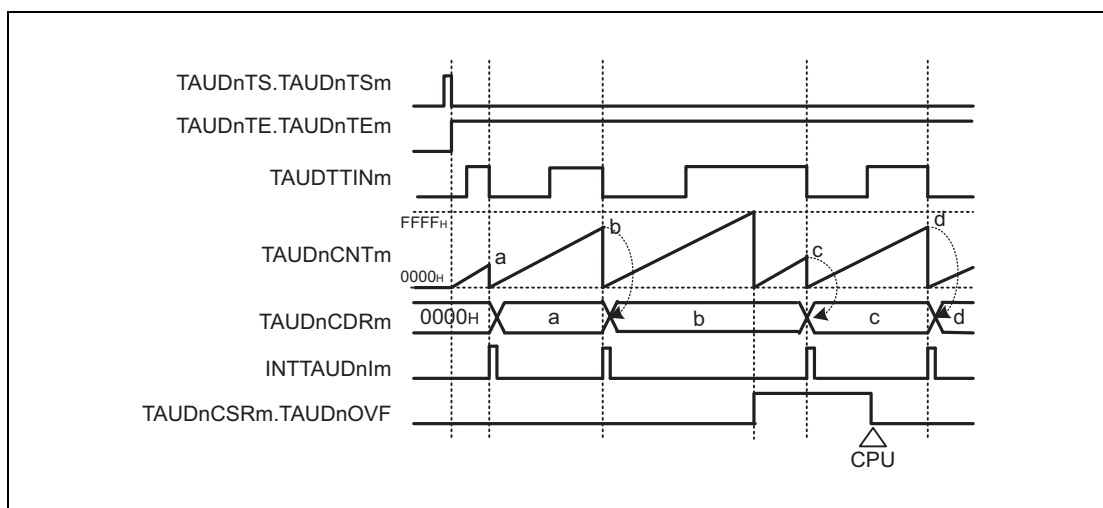 TAUDnTS.TAUDnTSm
TAUDnTE.TAUDnTEm
TAUDTTINm
FFFFH
b
d
TAUDnCNTm
a
c
0000H
TAUDnCDRm
0000H
a
b
c
d
INTTAUDnIm
TAUDnCSRm.TAUDnOVF
CPU